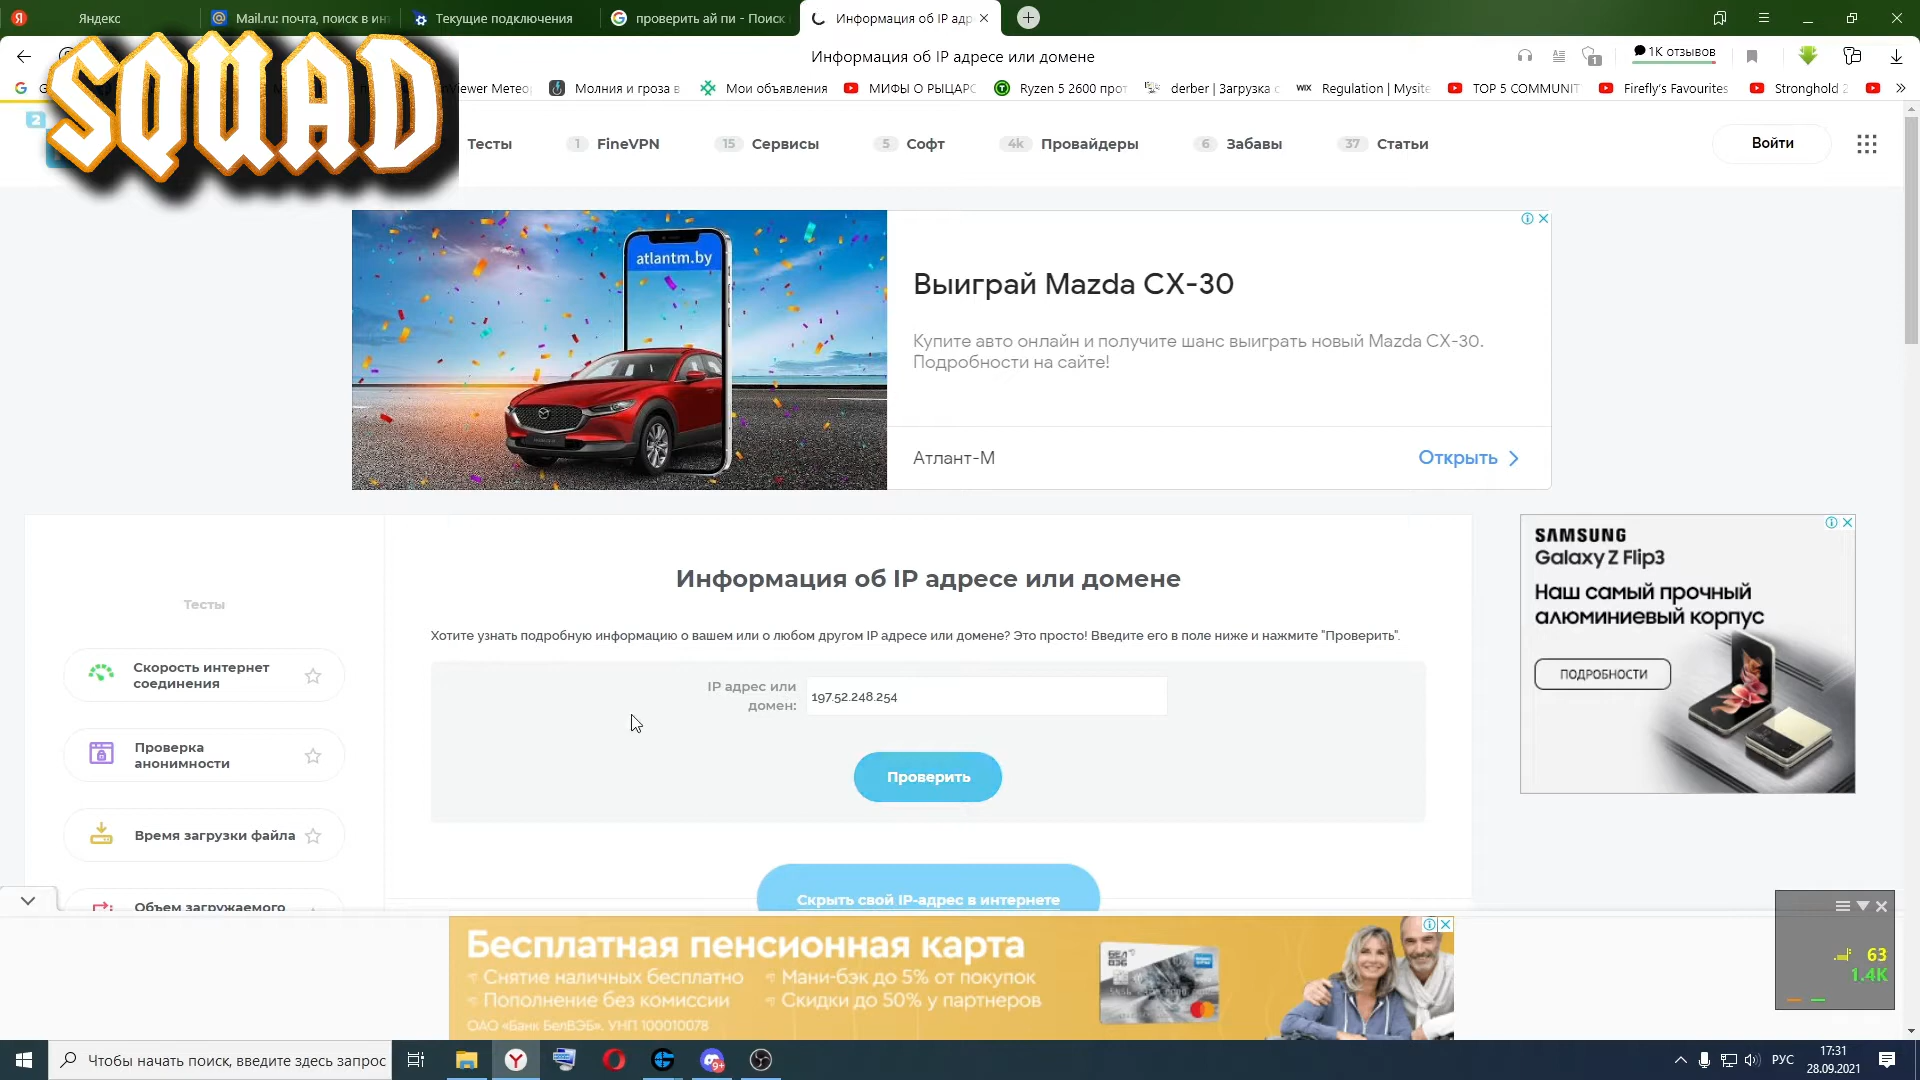 Яндекс
Mail.ru: почта, поиск в инт
Текущие подключения
проверить ай пи - Поиск
Информация об IP адр
Информация об IP адресе или домене
1К отзывов
1
G
Viewer Метео
Молния и гроза в
Мои объявления
МИФЫ О РЫЦАРС
Ryzen 5 2600 прот
derber | Загрузка с
WIX
Regulation | Mysite
TOP 5 COMMUNIT
Firefly's Favourites
Stronghold 2
SQUAD
2
Тесты
1 FineVPN
15 Сервисы
5 Софт
4k Провайдеры
6 Забавы
37 Статьи
Войти
atlantm.by
Выиграй Mazda CX-30
Купите авто онлайн и получите шанс выиграть новый Mazda CX-30.
Подробности на сайте!
Атлант-М
Открыть
Тесты
Скорость интернет
соединения
Проверка
анонимности
Время загрузки файла
Объем загружаемого
Информация об IP адресе или домене
Хотите узнать подробную информацию о вашем или о любом другом IP адресе или домене? Это просто! Введите его в поле ниже и нажмите "Проверить".
IP адрес или
домен:
197.52.248.254
Проверить
Скрыть свой IP-адрес в интернете
SAMSUNG
Galaxy Z Flip3
Наш самый прочный
алюминиевый корпус
ПОДРОБНОСТИ
Бесплатная пенсионная карта
Снятие наличных бесплатно
Мани-бэк до 5% от покупок
Пополнение без комиссии
Скидки до 50% у партнеров
ОАО «Банк БелВЭБ». УНП 100010078
БЕЛ
ВЭБ
63
1.4K
Чтобы начать поиск, введите здесь запрос
9+
РУС
17:31
28.09.2021